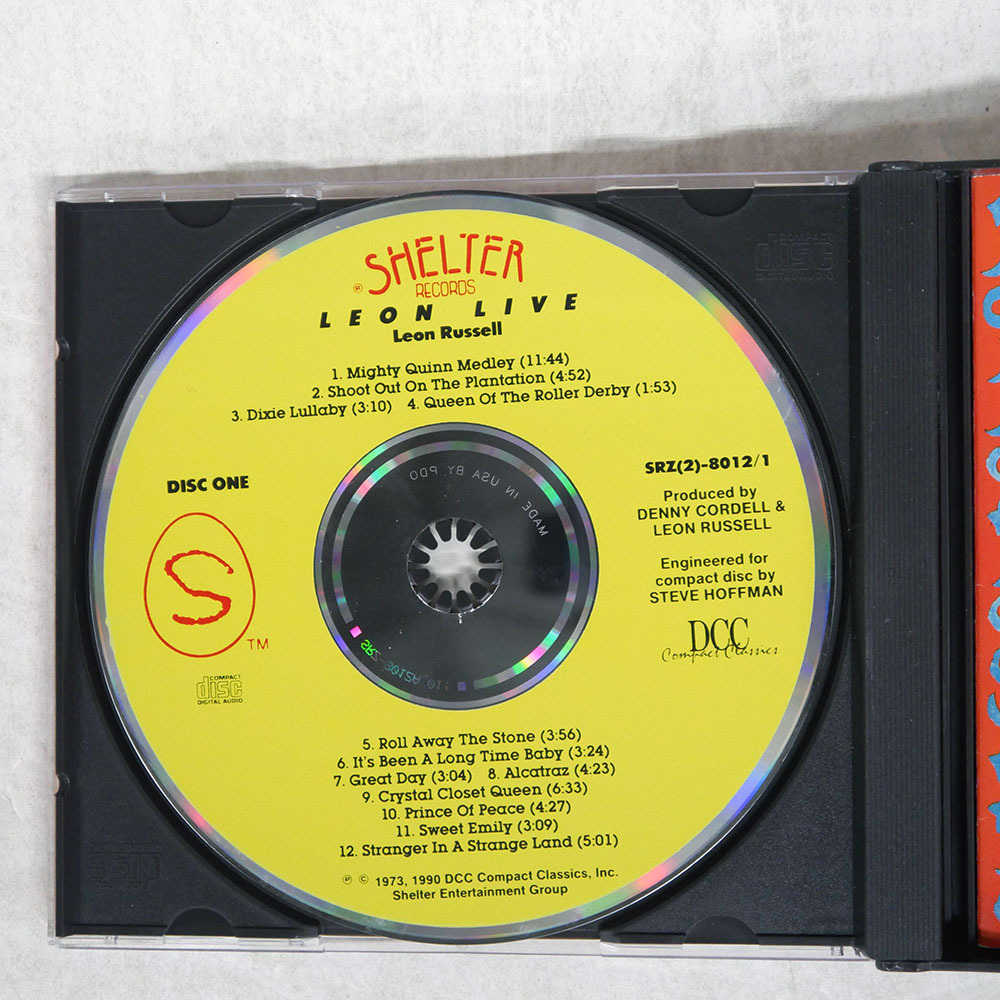 SHELTER
® RECORDS
LEON LIVE
Leon Russell
1. Mighty Quinn Medley (11:44)
2. Shoot Out On The Plantation (4:52)
3. Dixie Lullaby (3:10) 4. Queen Of The Roller Derby (1:53)
DISC ONE
S
TM
COMPACT
disc
DIGITAL AUDIO
SRZ(2)-8012/1
Produced by
DENNY CORDELL &
LEON RUSSELL
Engineered for
compact disc by
STEVE HOFFMAN
DCC
Compact Classics
MADE IN USA BY PDO
5. Roll Away The Stone (3:56)
6. It's Been A Long Time Baby (3:24)
7. Great Day (3:04) 8. Alcatraz (4:23)
9. Crystal Closet Queen (6:33)
10. Prince Of Peace (4:27)
11. Sweet Emily (3:09)
12. Stranger In A Strange Land (5:01)
℗ © 1973, 1990 DCC Compact Classics, Inc.
Shelter Entertainment Group